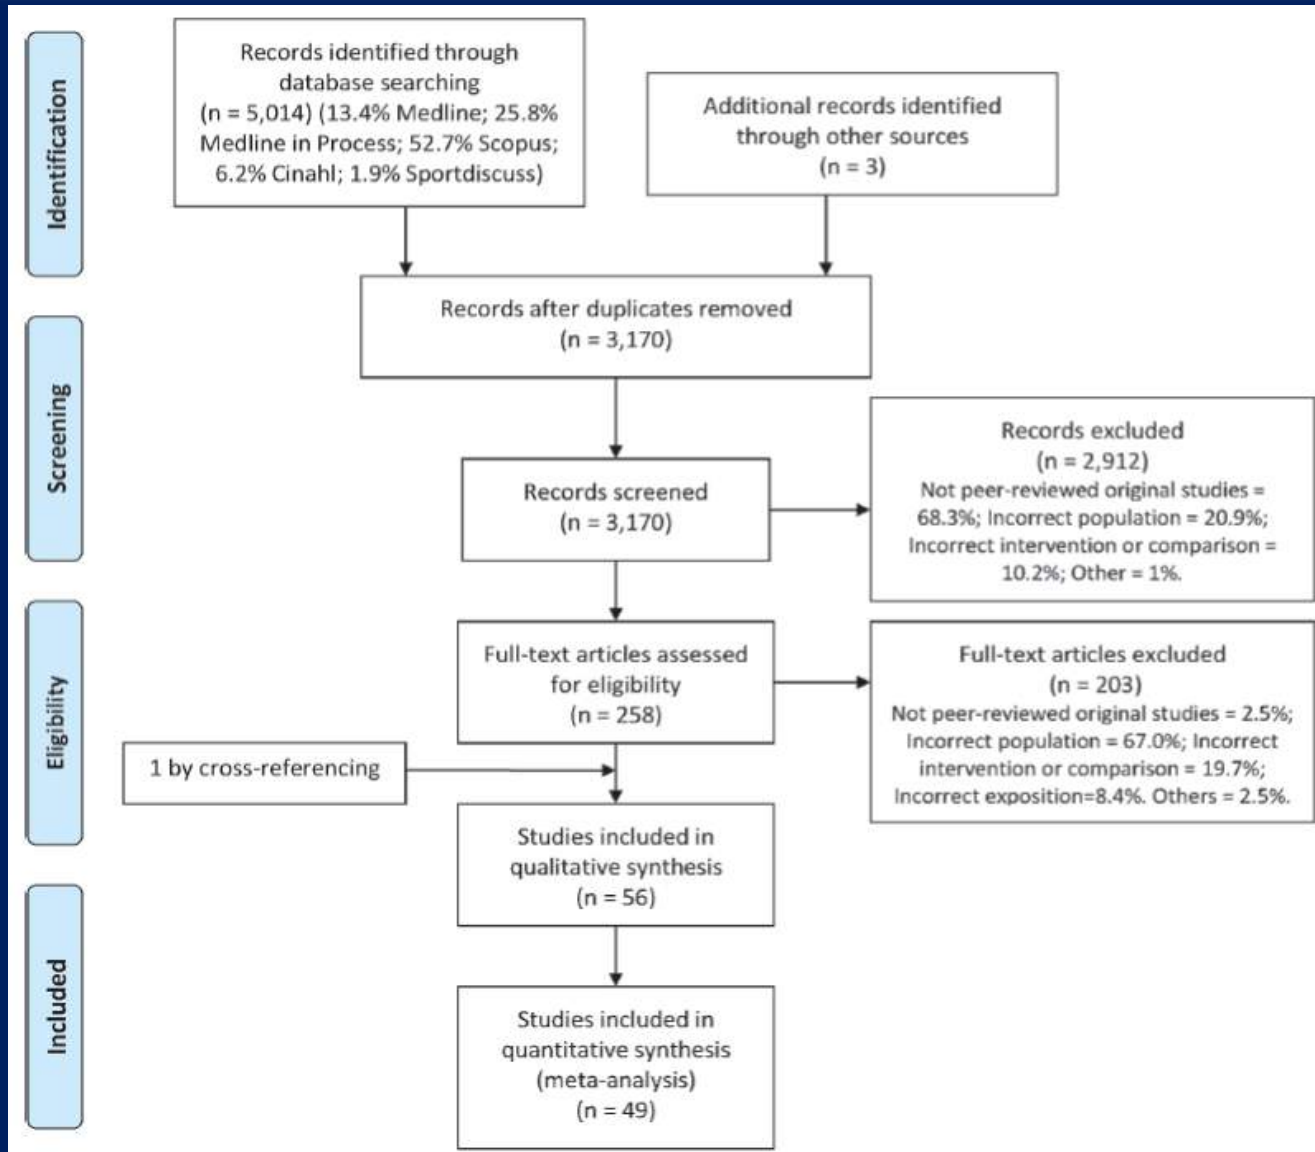 Identification
Records identified through
database searching
(n = 5,014) (13.4% Medline; 25.8%
Medline in Process; 52.7% Scopus;
6.2% Cinahl; 1.9% Sportdiscuss)
Additional records identified
through other sources
(n = 3)
Records after duplicates removed
(n = 3,170)
Screening
Records screened
(n = 3,170)
Records excluded
(n = 2,912)
Not peer-reviewed original studies =
68.3%; Incorrect population = 20.9%;
Incorrect intervention or comparison =
10.2%; Other = 1%.
Eligibility
Full-text articles assessed
for eligibility
(n = 258)
Full-text articles excluded
(n = 203)
Not peer-reviewed original studies = 2.5%;
Incorrect population = 67.0%; Incorrect
intervention or comparison = 19.7%;
Incorrect exposition=8.4%. Others = 2.5%.
1 by cross-referencing
Studies included in
qualitative synthesis
(n = 56)
Included
Studies included in
quantitative synthesis
(meta-analysis)
(n = 49)